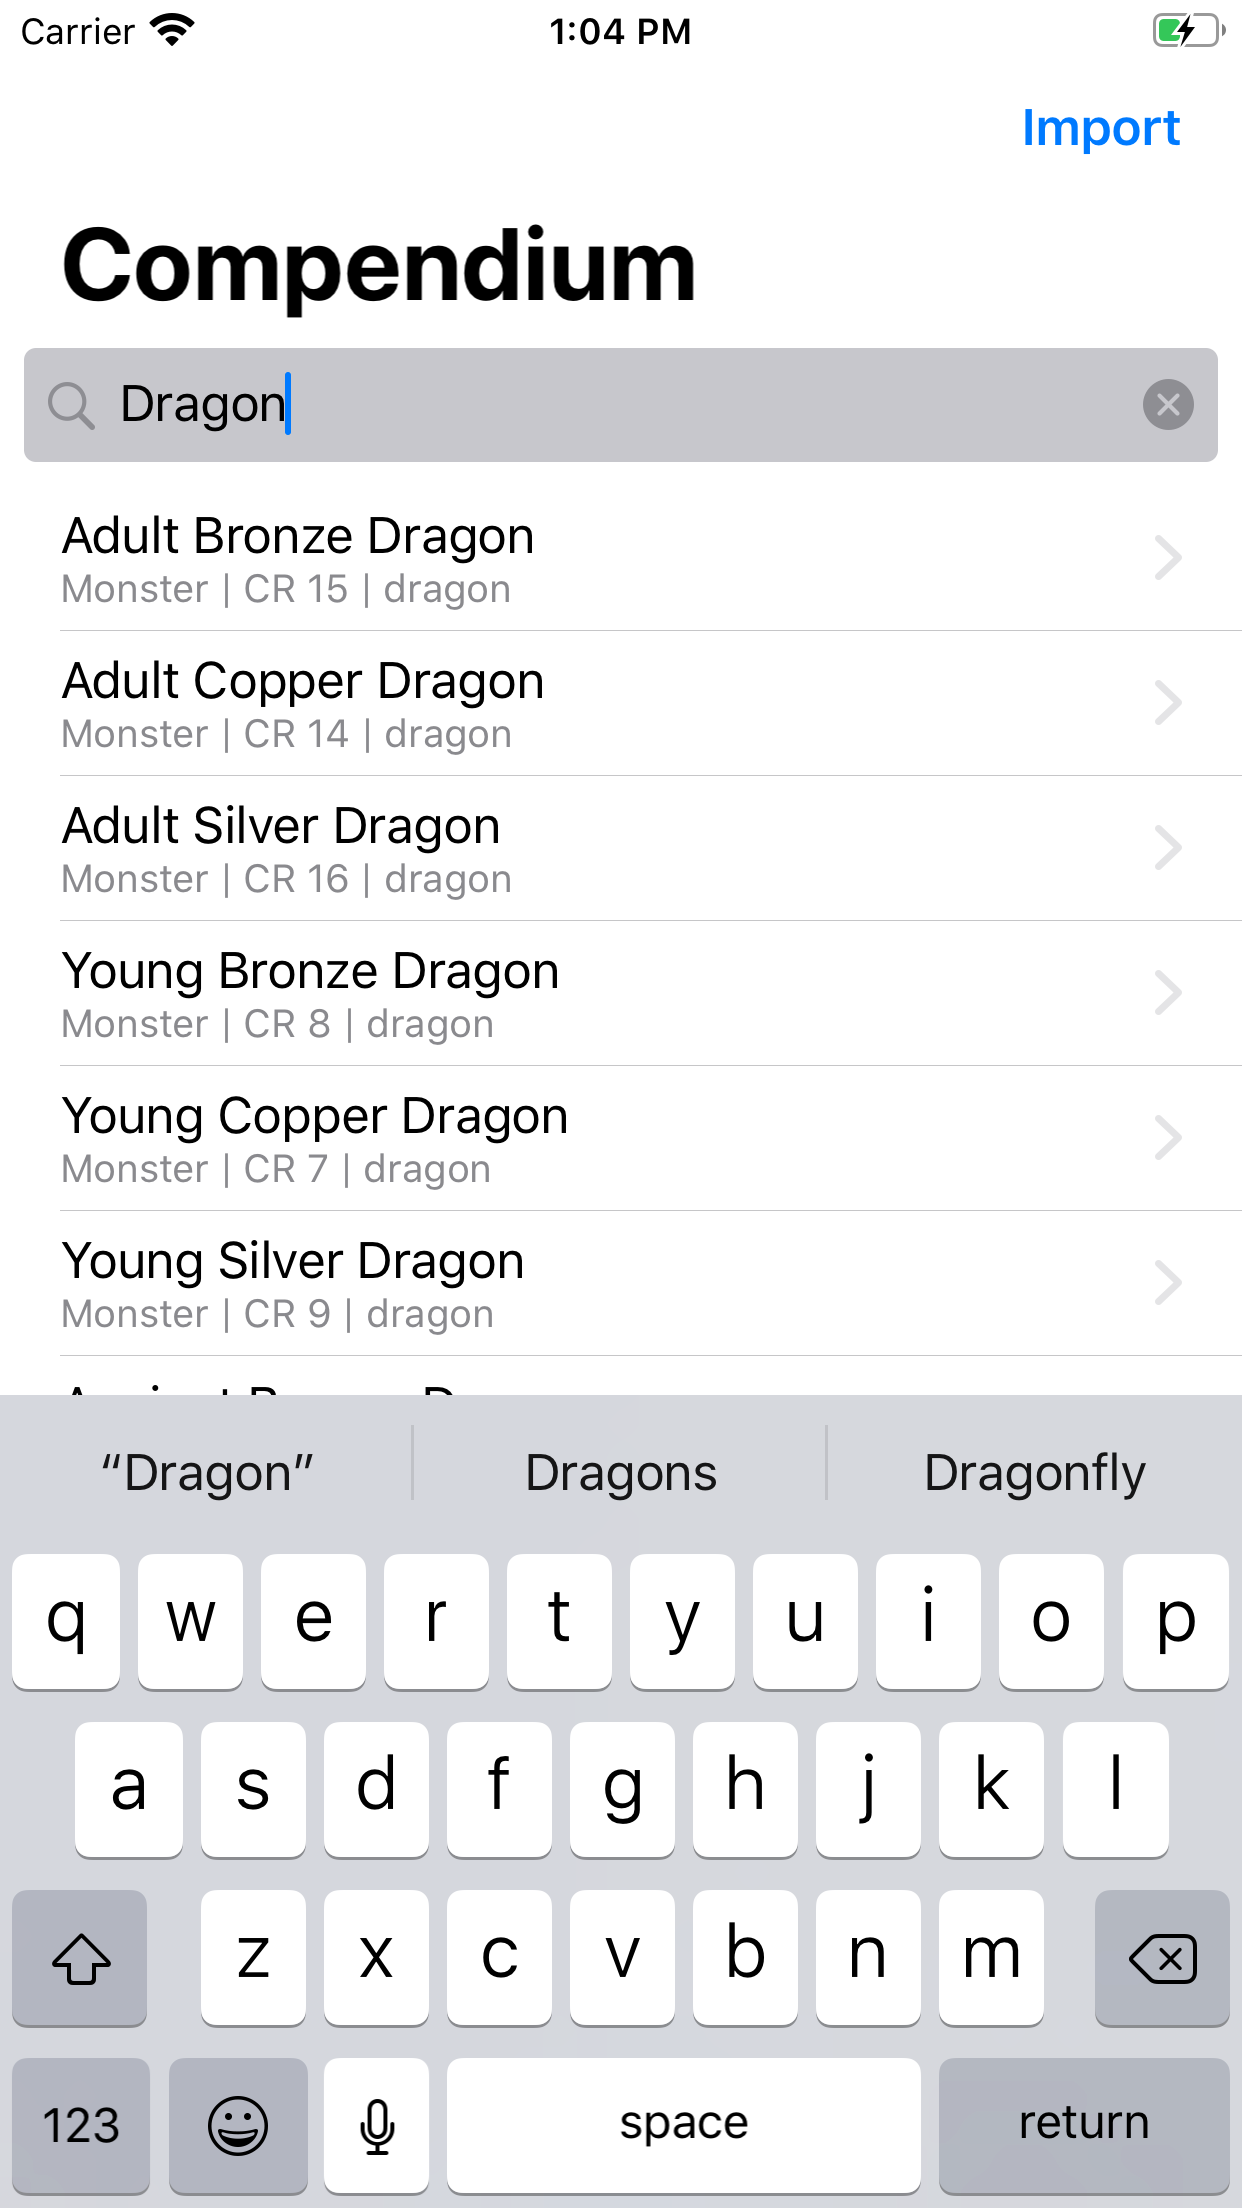 Carrier 1:04 PM
Import
Compendium
Dragon
Adult Bronze Dragon
Monster | CR 15 | dragon
Adult Copper Dragon
Monster | CR 14 | dragon
Adult Silver Dragon
Monster | CR 16 | dragon
Young Bronze Dragon
Monster | CR 8 | dragon
Young Copper Dragon
Monster | CR 7 | dragon
Young Silver Dragon
Monster | CR 9 | dragon
“Dragon” Dragons Dragonfly
q w e r t y u i o p
a s d f g h j k l
z x c v b n m
123 space return